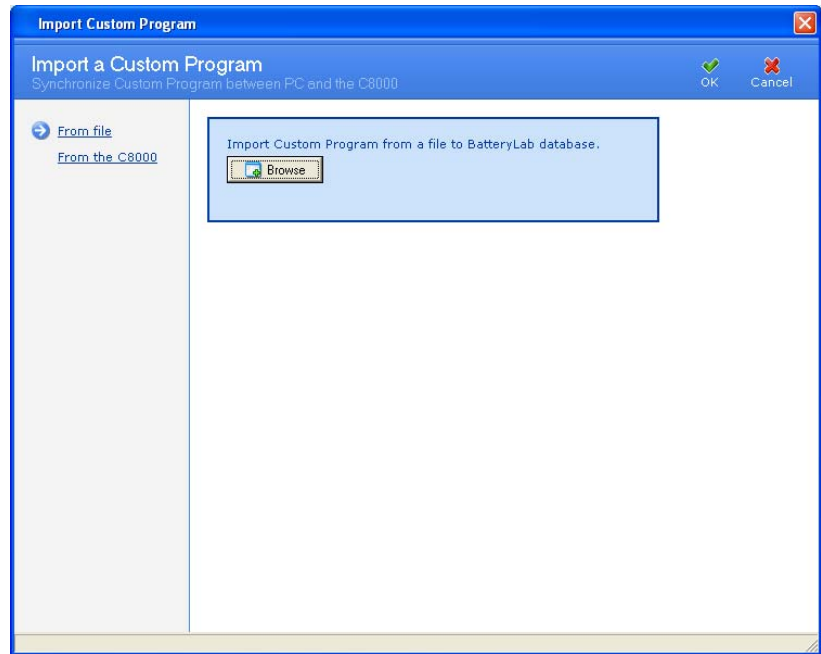 Import Custom Program
Import a Custom Program
Synchronize Custom Program between PC and the C8000
OK
Cancel
From file
From the C8000
Import Custom Program from a file to BatteryLab database.
Browse